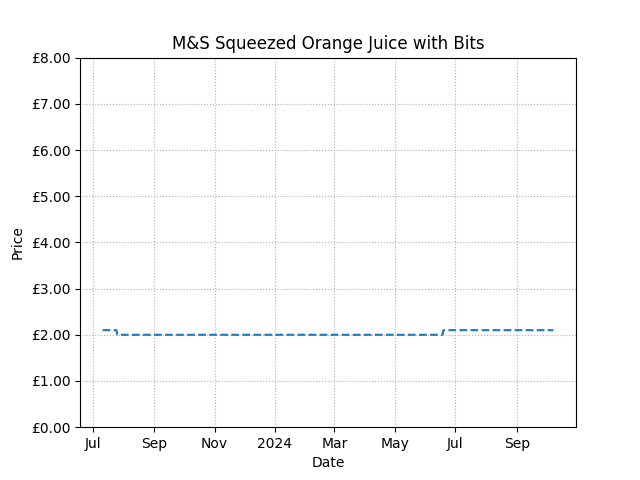 M&S Squeezed Orange Juice with Bits
£8.00
£7.00
£6.00
£5.00
£4.00
£3.00
£2.00
£1.00
£0.00
Price
Jul Sep Nov 2024 Mar May Jul Sep
Date